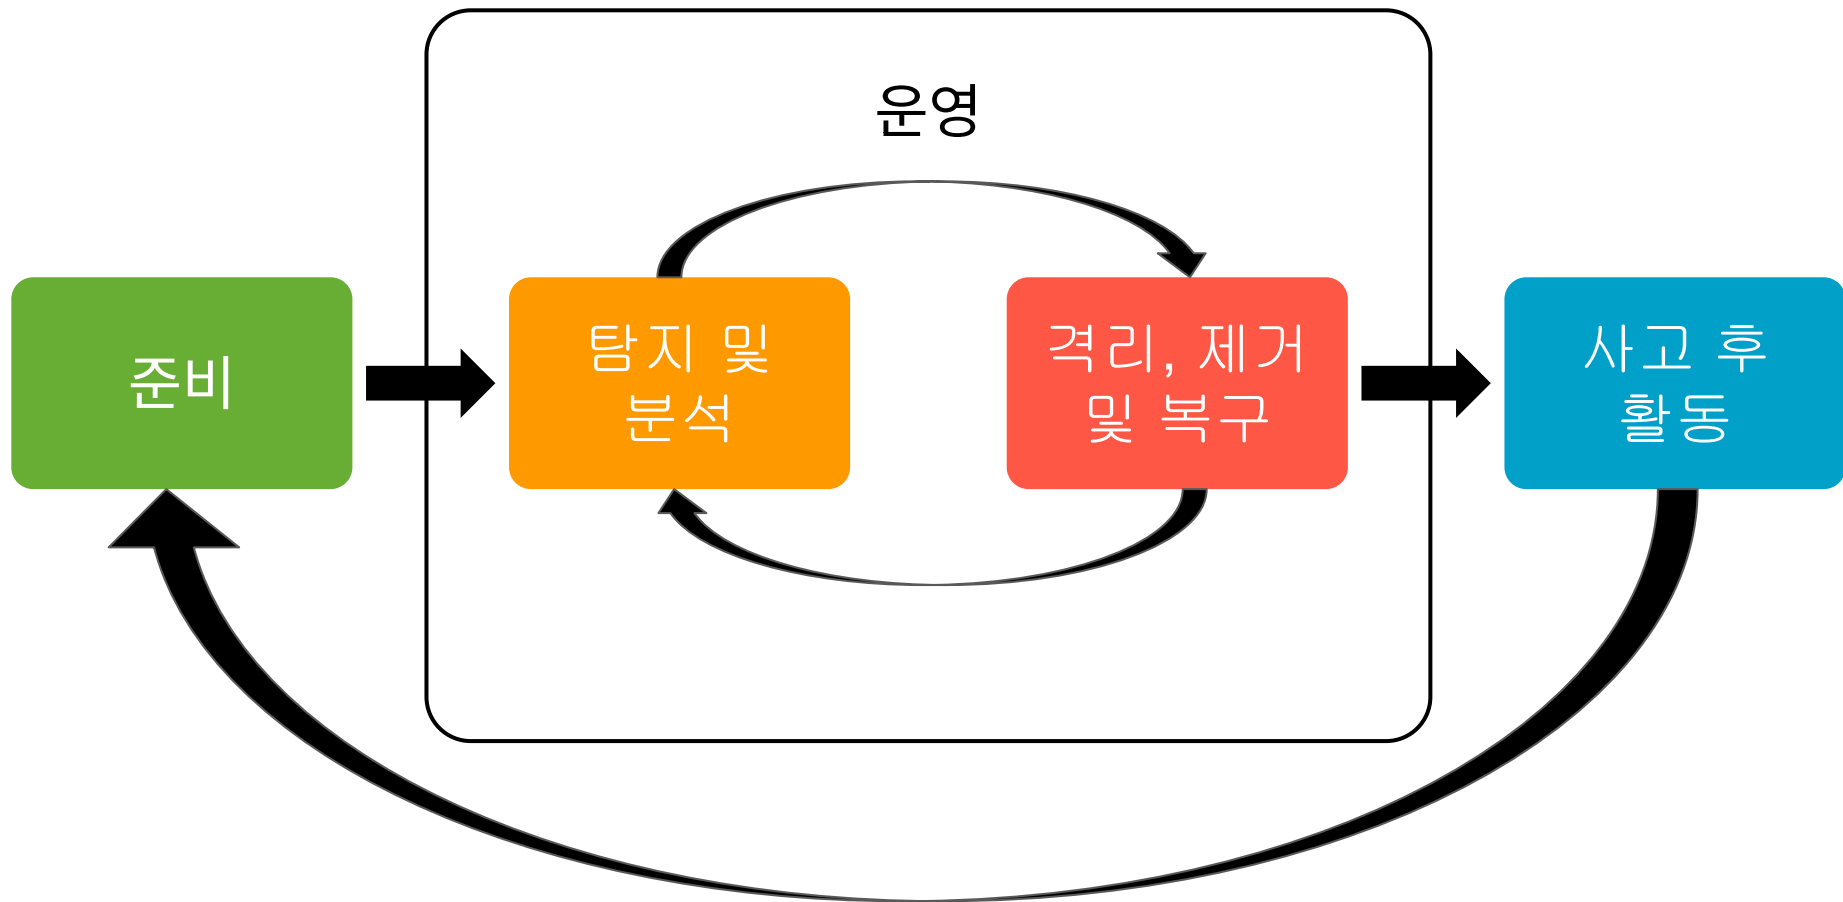 운영
준비
탐지 및
분석
격리, 제거
및 복구
사고 후
활동